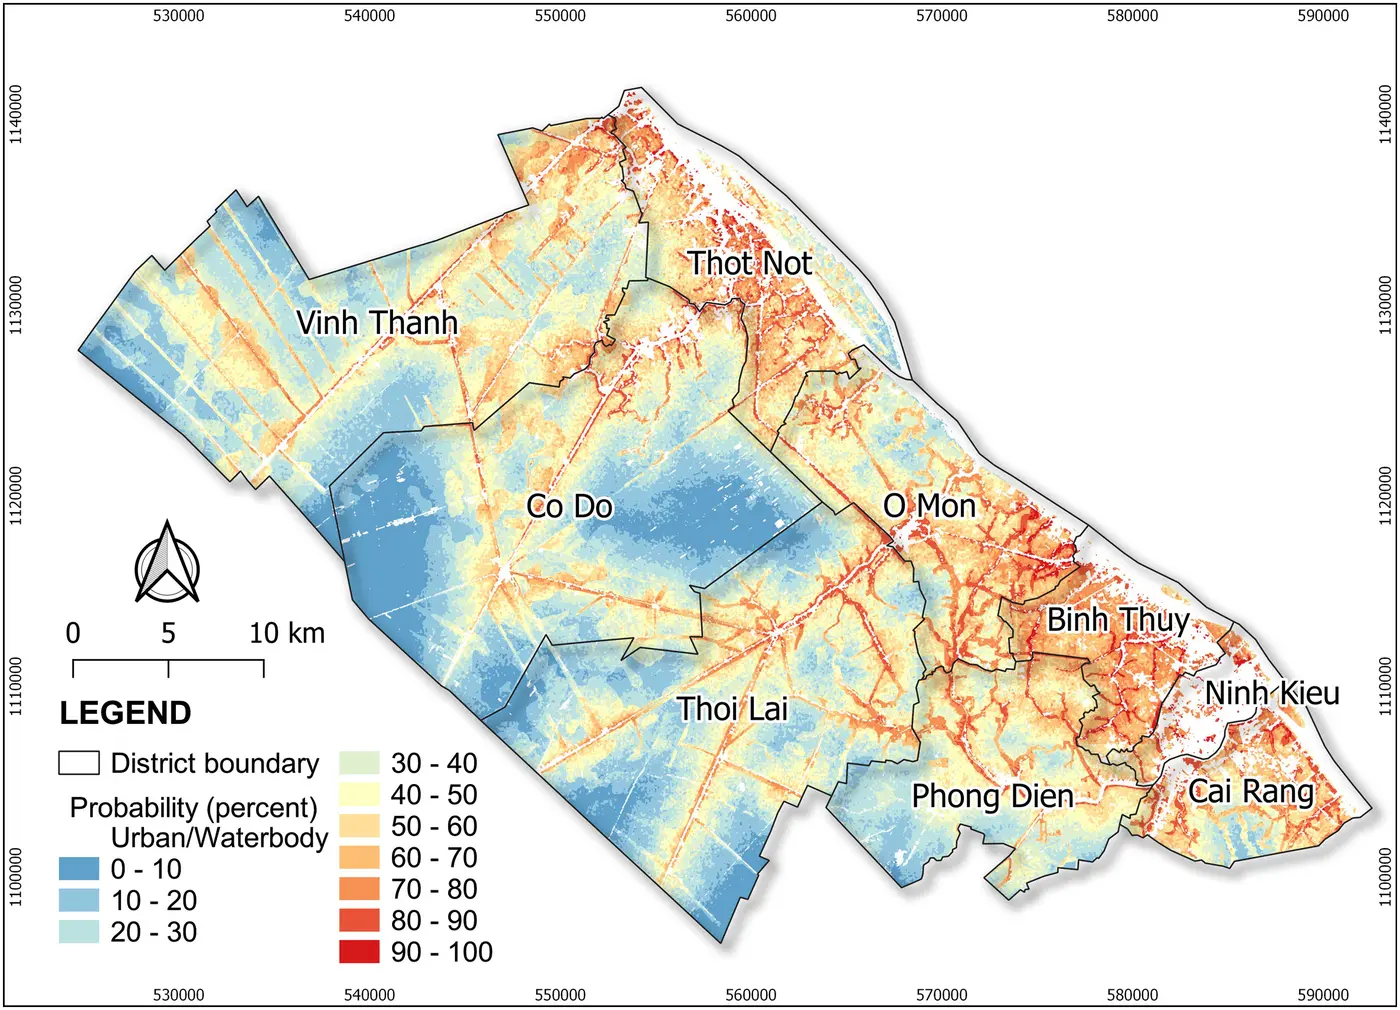 530000 540000 550000 560000 570000 580000 590000
1140000 1140000
1130000 1130000
1120000 1120000
1110000 1110000
1100000 1100000
Thot Not
Vinh Thanh
Co Do
O Mon
Binh Thuy
Ninh Kieu
Thoi Lai
Phong Dien
Cai Rang
0 5 10 km
LEGEND
District boundary
Probability (percent)
Urban/Waterbody
0 - 10
10 - 20
20 - 30
30 - 40
40 - 50
50 - 60
60 - 70
70 - 80
80 - 90
90 - 100
530000 540000 550000 560000 570000 580000 590000